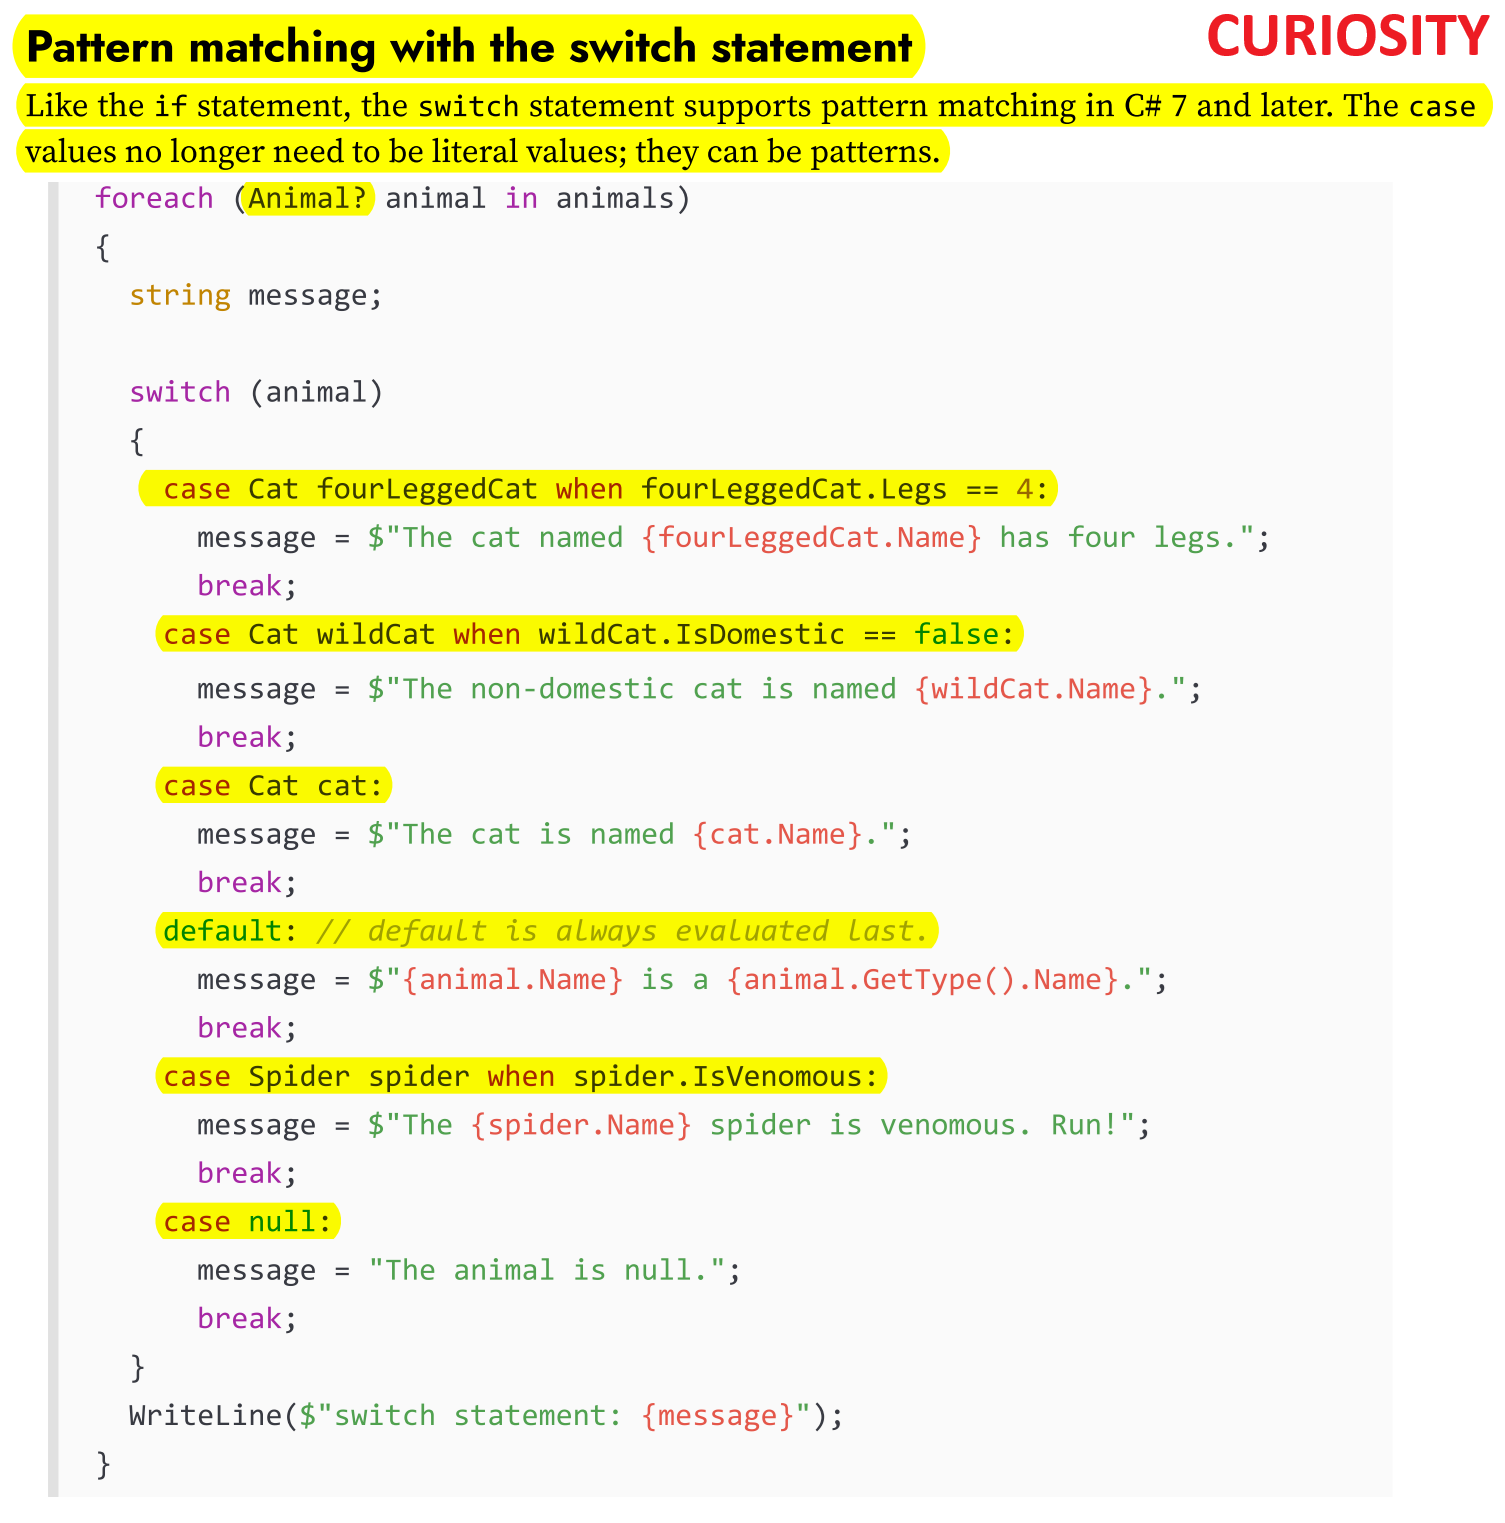 Pattern matching with the switch statement
CURIOSITY
Like the if statement, the switch statement supports pattern matching in C# 7 and later. The case
values no longer need to be literal values; they can be patterns.
foreach (Animal? animal in animals)
{
  string message;

  switch (animal)
  {
    case Cat fourLeggedCat when fourLeggedCat.Legs == 4:
      message = $"The cat named {fourLeggedCat.Name} has four legs.";
      break;
    case Cat wildCat when wildCat.IsDomestic == false:
      message = $"The non-domestic cat is named {wildCat.Name}.";
      break;
    case Cat cat:
      message = $"The cat is named {cat.Name}.";
      break;
    default: // default is always evaluated last.
      message = $"{animal.Name} is a {animal.GetType().Name}.";
      break;
    case Spider spider when spider.IsVenomous:
      message = $"The {spider.Name} spider is venomous. Run!";
      break;
    case null:
      message = "The animal is null.";
      break;
  }
  WriteLine($"switch statement: {message}");
}